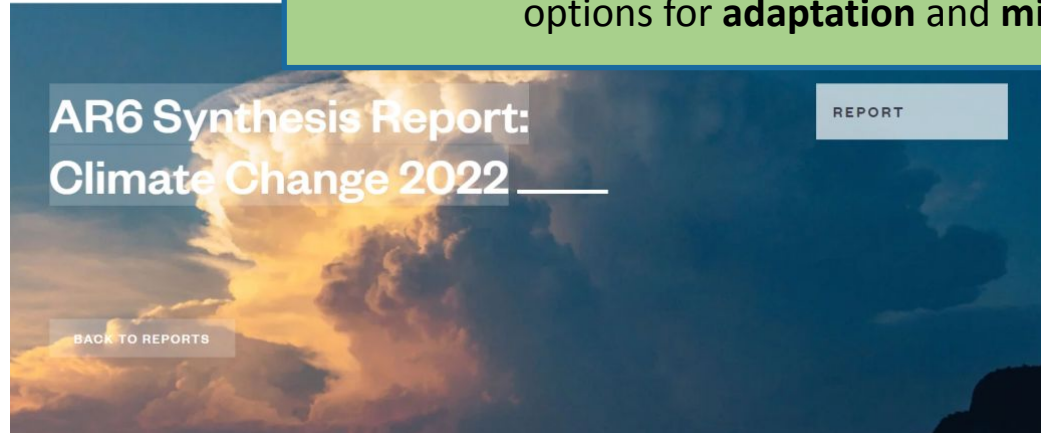 options for adaptation and
AR6 Synthesis Report:
REPORT
Climate Change 2022
BACK TO REPORTS